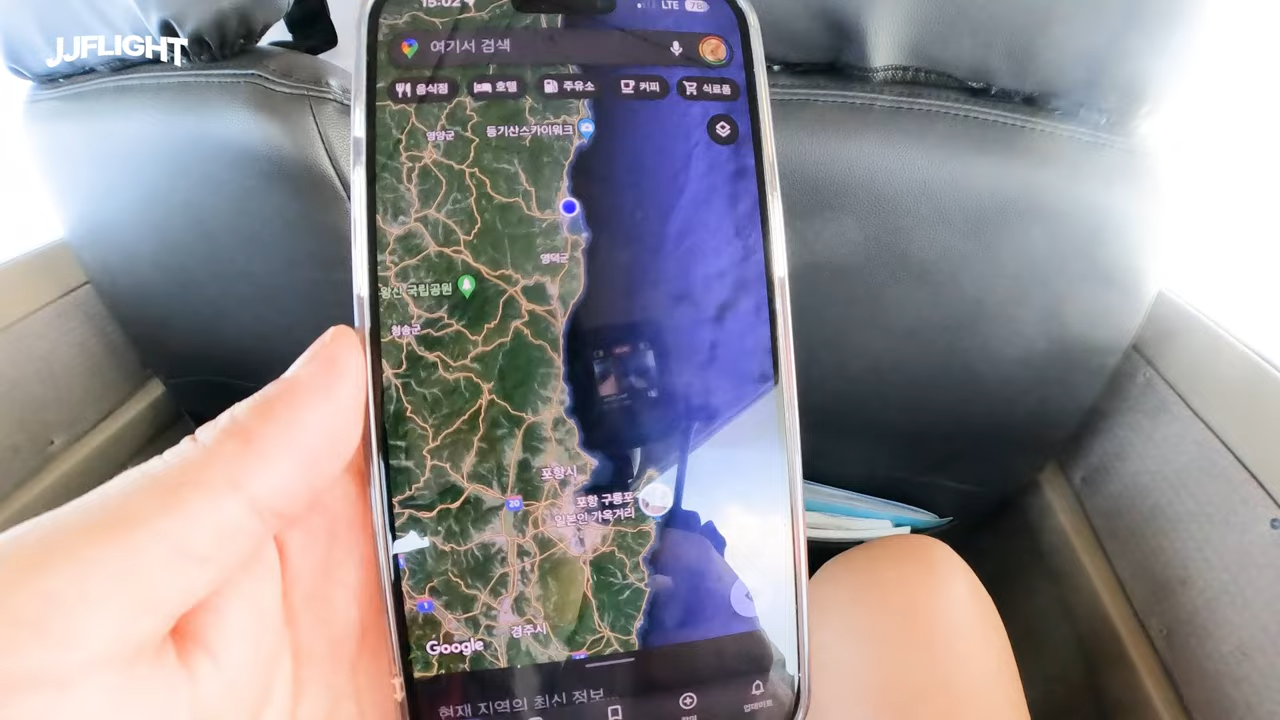 JJFLIGHT
15:02
LTE 78
여기서 검색
음식점 호텔 주유소 커피 식료품
영양군
등기산스카이워크
영덕군
왕산 국립공원
청송군
포항시
20
포항 구룡포
일본인 가옥거리
1
경주시
Google
현재 지역의 최신 정보...
업데이트